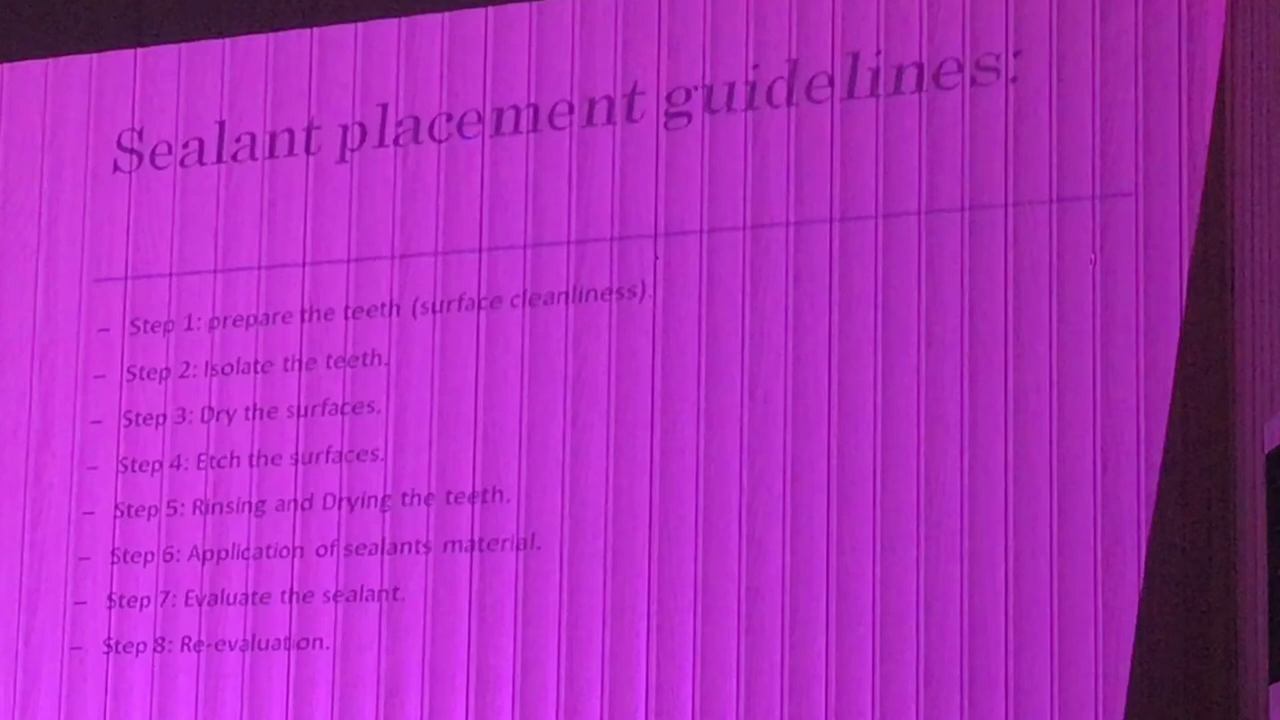 Sealant placement guidelines:
– Step 1: prepare the teeth (surface cleanliness).
– Step 2: Isolate the teeth.
– Step 3: Dry the surfaces.
– Step 4: Etch the surfaces.
– Step 5: Rinsing and Drying the teeth.
– Step 6: Application of sealants material.
– Step 7: Evaluate the sealant.
– Step 8: Re-evaluation.